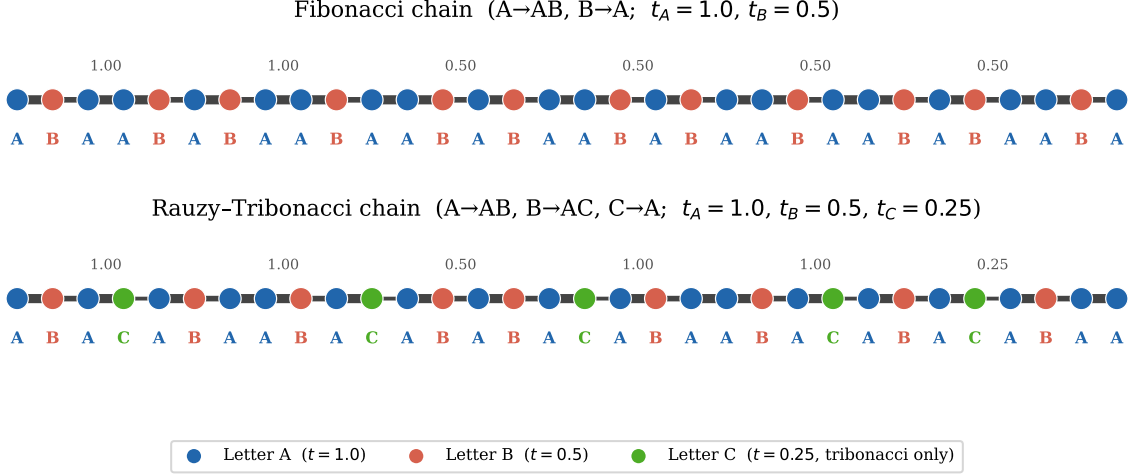 Fibonacci chain (A→AB, B→A; t_A = 1.0, t_B = 0.5)
1.00 1.00 0.50 0.50 0.50 0.50
A B A A B A B A A B A A B A B A A B A B A A B A A B A B A A B A
Rauzy–Tribonacci chain (A→AB, B→AC, C→A; t_A = 1.0, t_B = 0.5, t_C = 0.25)
1.00 1.00 0.50 1.00 1.00 0.25
A B A C A B A A B A C A B A B A C A B A A B A C A B A C A B A A
Letter A (t = 1.0) Letter B (t = 0.5) Letter C (t = 0.25, tribonacci only)